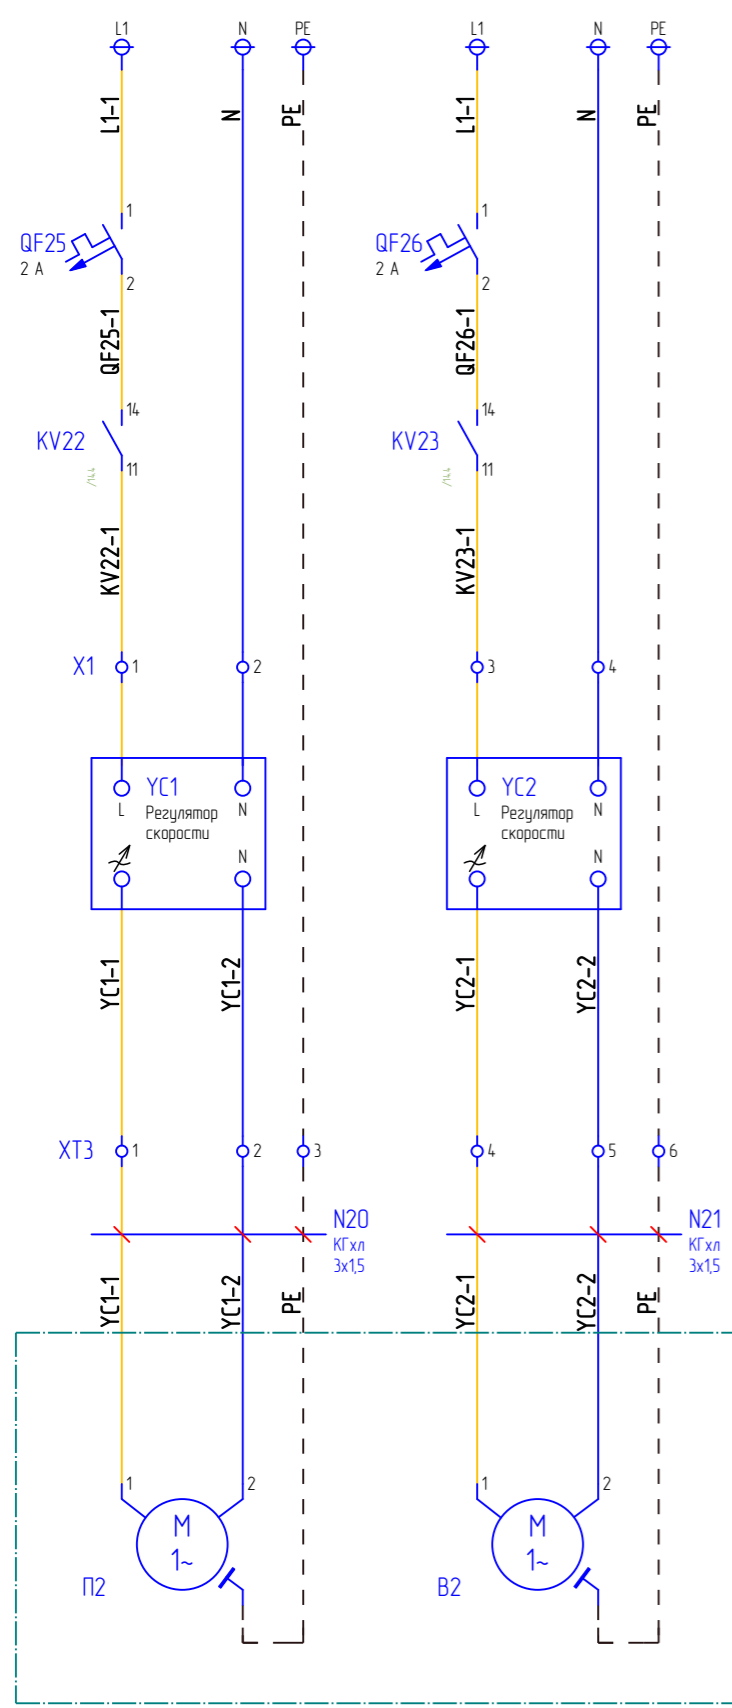 L1 N PE L1 N PE
L1-1 N PE L1-1 N PE
1 1
QF25 QF26
2 А 2 А
2 2
QF25-1 QF26-1
14 14
KV22 KV23
11 11
/14.4 /14.4
KV22-1 KV23-1
X1 1 2 3 4
YC1 YC2
L Регулятор N L Регулятор N
скорости скорости
N N
YC1-1 YC1-2 YC2-1 YC2-2
XT3 1 2 3 4 5 6
N20 N21
КГхл КГхл
3х1,5 3х1,5
YC1-1 YC1-2 PE YC2-1 YC2-2 PE
1 2 1 2
M M
1~ 1~
П2 В2